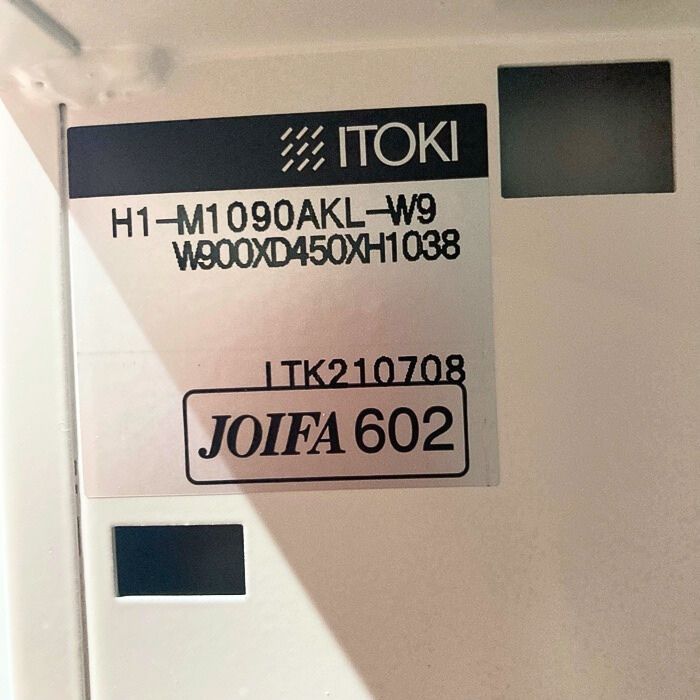 ITOKI
H1-M1090AKL-W9
W900XD450XH1038
ITK210708
JOIFA 602